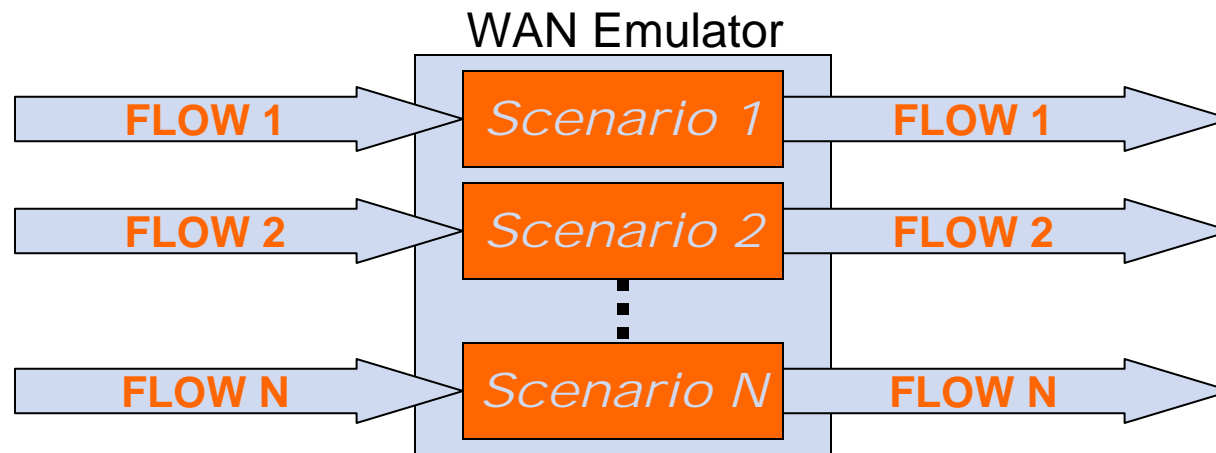 WAN Emulator
FLOW 1 Scenario 1 FLOW 1
FLOW 2 Scenario 2 FLOW 2
FLOW N Scenario N FLOW N